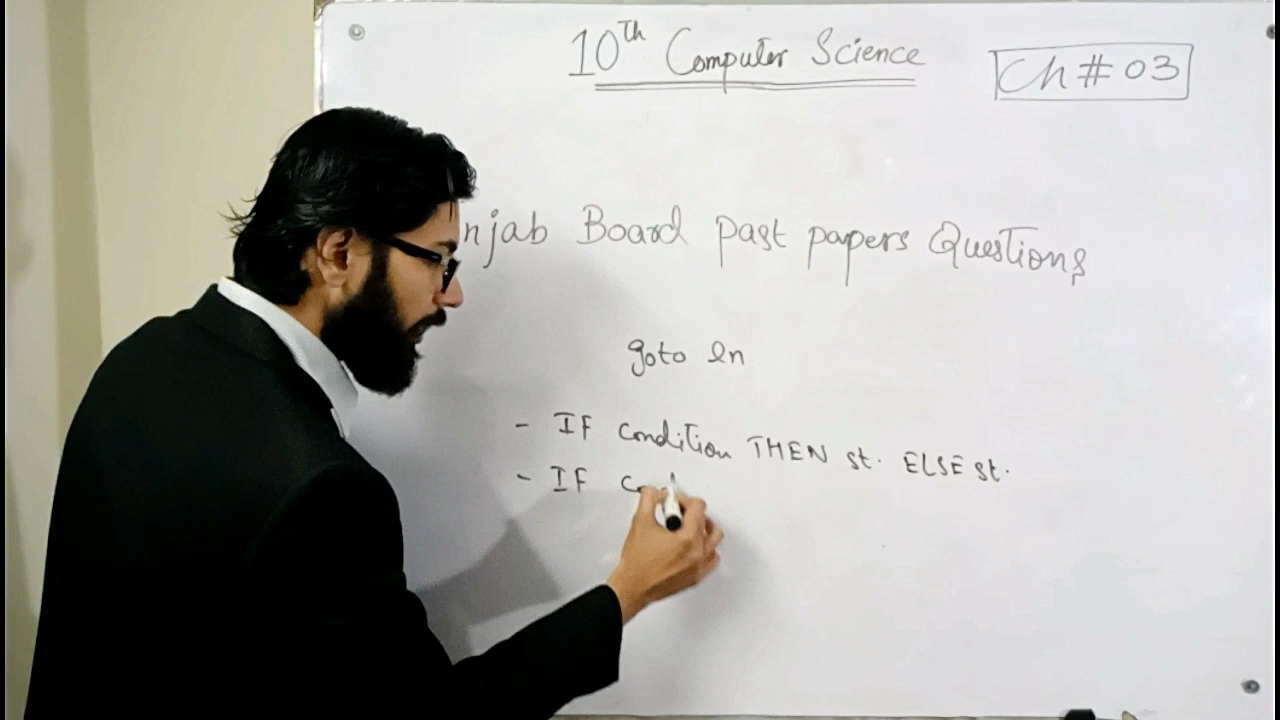 10Th Computer Science
Ch # 03
njab Board past papers Questions
goto ln
- IF condition THEN st. ELSE st.
- IF